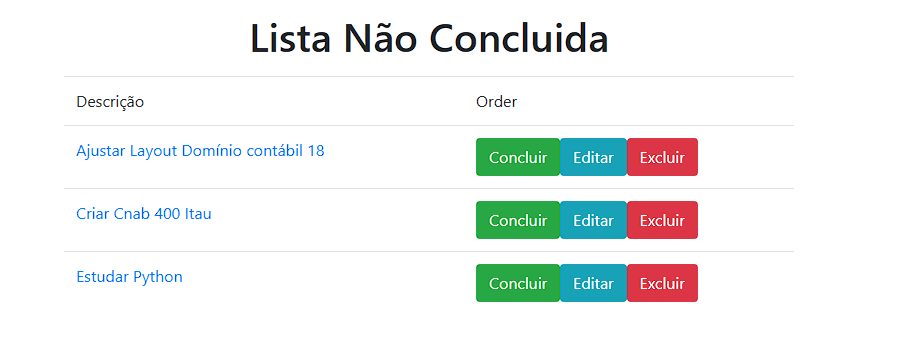 Lista Não Concluida
Descrição Order
Ajustar Layout Domínio contábil 18 Concluir Editar Excluir
Criar Cnab 400 Itau Concluir Editar Excluir
Estudar Python Concluir Editar Excluir